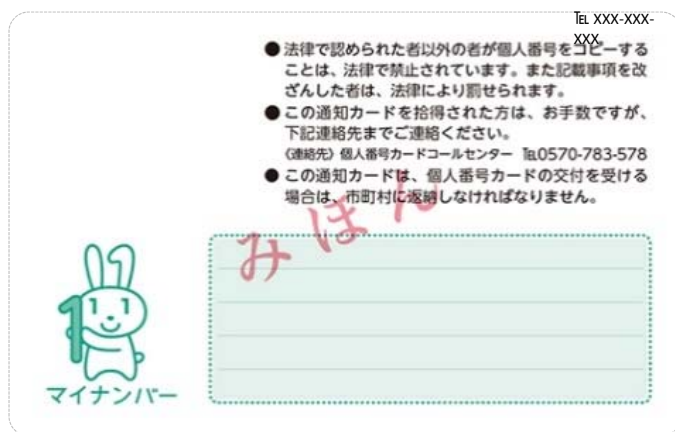 TEL XXX-XXX-
XXX
●法律で認められた者以外の者が個人番号をコピーする
ことは、法律で禁止されています。また記載事項を改
ざんした者は、法律により罰せられます。
●この通知カードを拾得された方は、お手数ですが、
下記連絡先までご連絡ください。
《連絡先》個人番号カードコールセンター ℡0570-783-578
●この通知カードは、個人番号カードの交付を受ける
場合は、市町村に返納しなければなりません。
みほん
1
マイナンバー